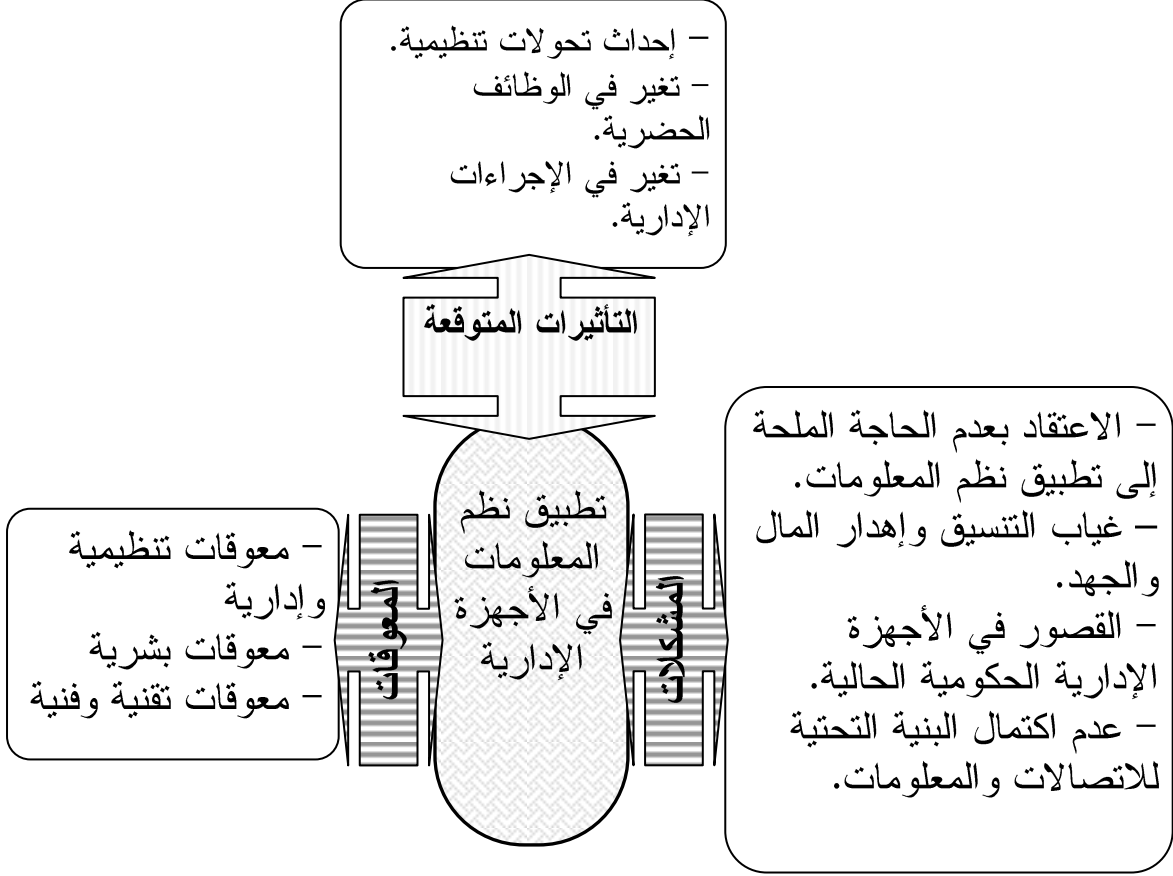 – إحداث تحولات تنظيمية.
– تغير في الوظائف
الحضرية.
– تغير في الإجراءات
الإدارية.
التأثيرات المتوقعة
– الاعتقاد بعدم الحاجة الملحة
إلى تطبيق نظم المعلومات.
– غياب التنسيق وإهدار المال
والجهد.
– القصور في الأجهزة
الإدارية الحكومية الحالية.
– عدم اكتمال البنية التحتية
للاتصالات والمعلومات.
المشكلات
تطبيق نظم
المعلومات
في الأجهزة
الإدارية
المعوقات
– معوقات تنظيمية
وإدارية
– معوقات بشرية
– معوقات تقنية وفنية